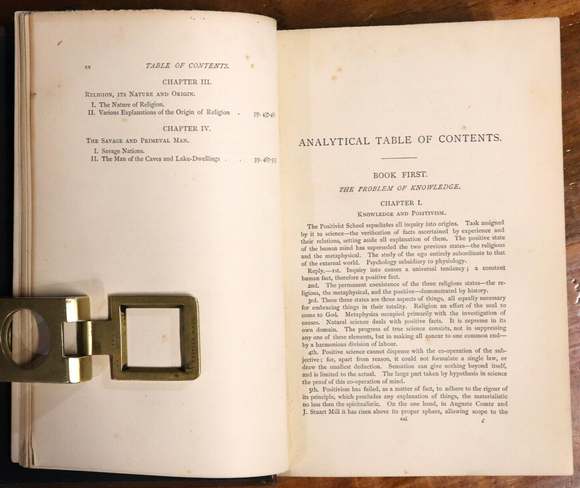 xx TABLE OF CONTENTS.
CHAPTER III.
RELIGION, ITS NATURE AND ORIGIN.
I. The Nature of Religion.
II. Various Explanations of the Origin of Religion . pp.
CHAPTER IV.
THE SAVAGE AND PRIMEVAL MAN.
I. Savage Nations.
II. The Man of the Caves and Lake-Dwellings . pp.
ANALYTICAL TABLE OF CONTENTS.
BOOK FIRST.
THE PROBLEM OF KNOWLEDGE.
CHAPTER I.
KNOWLEDGE AND POSITIVISM.
The Positivist School repudiates all inquiry into origins. Task assigned
by it to science—the verification of facts ascertained by experience and
their relations, setting aside all explanation of them. The positive state
of the human mind has superseded the two previous states—the religious
and the metaphysical. The study of the ego entirely subordinate to that
of the external world. Psychology subsidiary to physiology.
Reply.—1st. Inquiry into causes a universal tendency; a constant
human fact, therefore a positive fact.
2nd. The permanent coexistence of the three religious states—the re-
ligious, the metaphysical, and the positive—demonstrated by history.
3rd. These three states are three aspects of things, all equally necessary
for embracing things in their totality. Religion an effort of the soul to
come to God. Metaphysics occupied primarily with the investigation of
causes. Natural science deals with positive facts. It is supreme in its
own domain. The progress of true science consists, not in suppressing
any one of these elements, but in making all concur to one common end—
by a harmonious division of labour.
4th. Positive science cannot dispense with the co-operation of the sub-
jective; for, apart from reason, it could not formulate a single law, or
draw the smallest deduction. Sensation can give nothing beyond itself,
and is limited to the actual. The large part taken by hypothesis in science
the proof of this co-operation of mind.
5th. Positivism has failed, as a matter of fact, to adhere to the rigour of
its principle, which precludes any explanation of things, the materialistic
no less than the spiritualistic. On the one hand, in Auguste Comte and
J. Stuart Mill it has risen above its proper sphere, allowing scope to the
xxi c